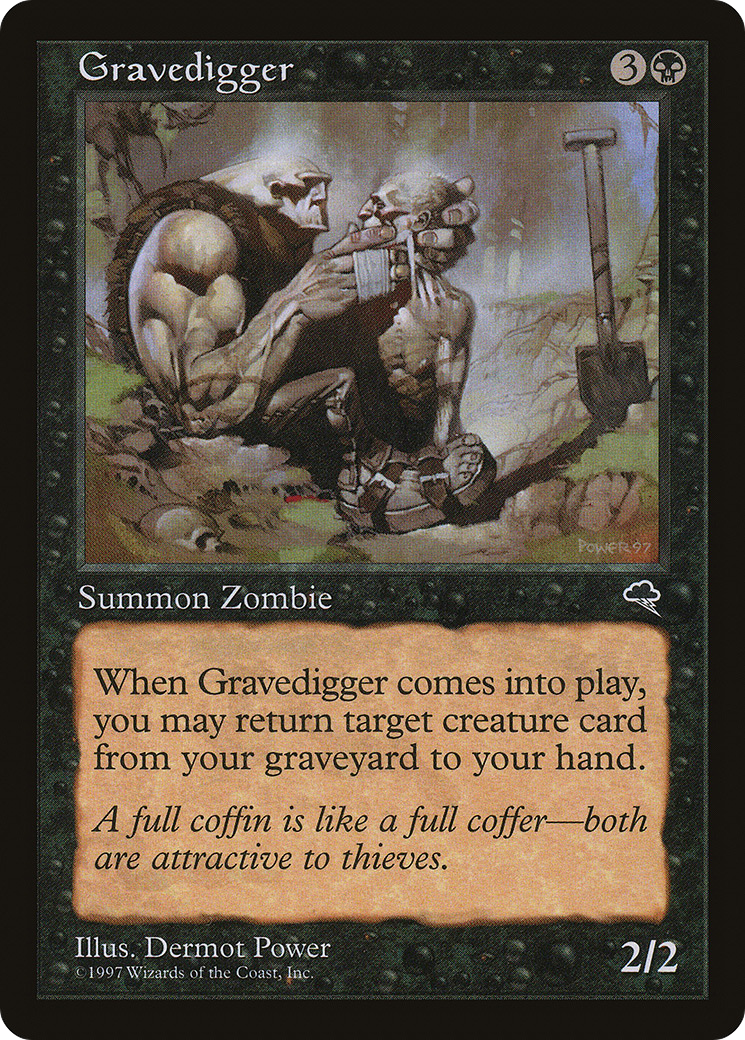 Gravedigger
3
POWER·97
Summon Zombie
When Gravedigger comes into play,
you may return target creature card
from your graveyard to your hand.
A full coffin is like a full coffer—both
are attractive to thieves.
Illus. Dermot Power
©1997 Wizards of the Coast, Inc.
2/2